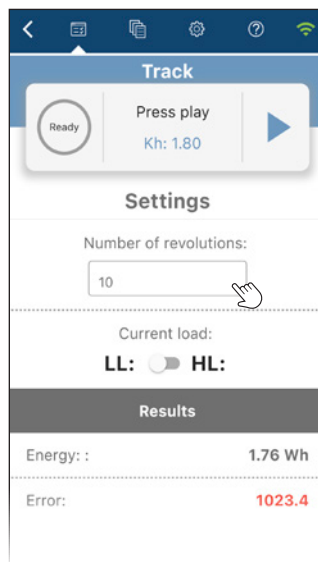 Track
Ready
Press play
Kh: 1.80
Settings
Number of revolutions:
10
Current load:
LL: HL:
Results
Energy: : 1.76 Wh
Error: 1023.4